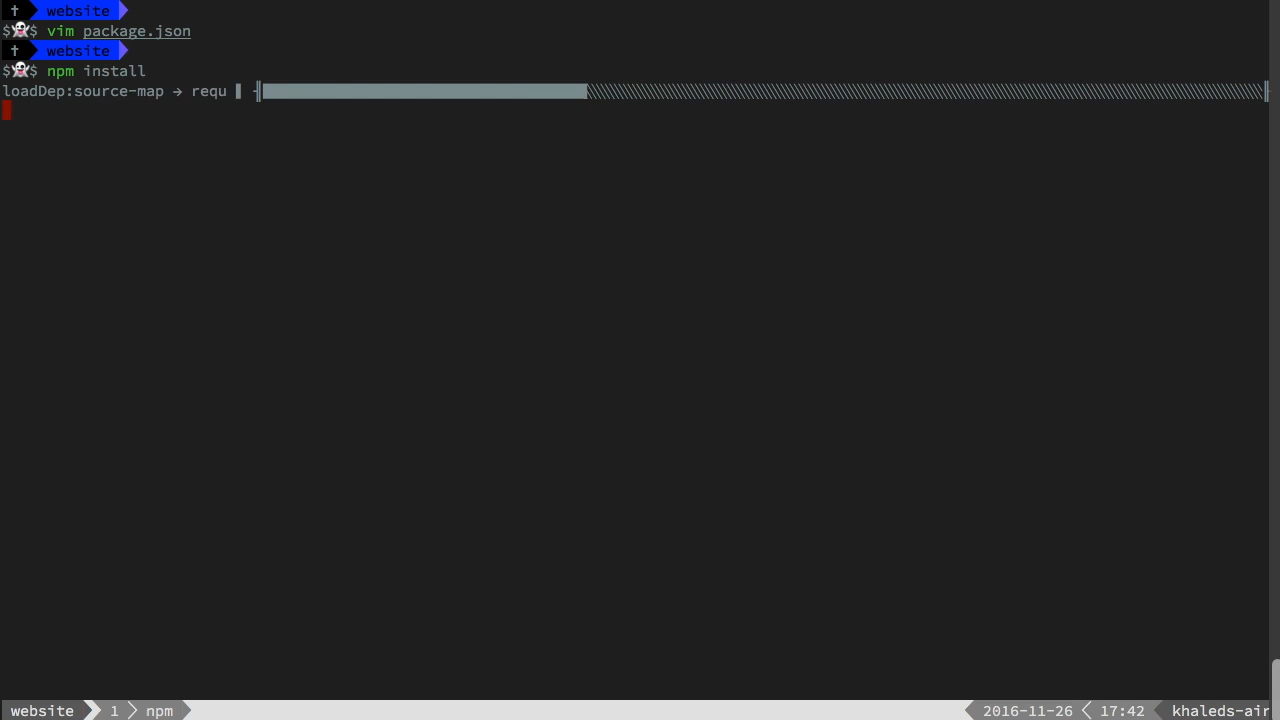 † website
$👻$ vim package.json
† website
$👻$ npm install
loadDep:source-map → requ
website 1 npm 2016-11-26 17:42 khaleds-air